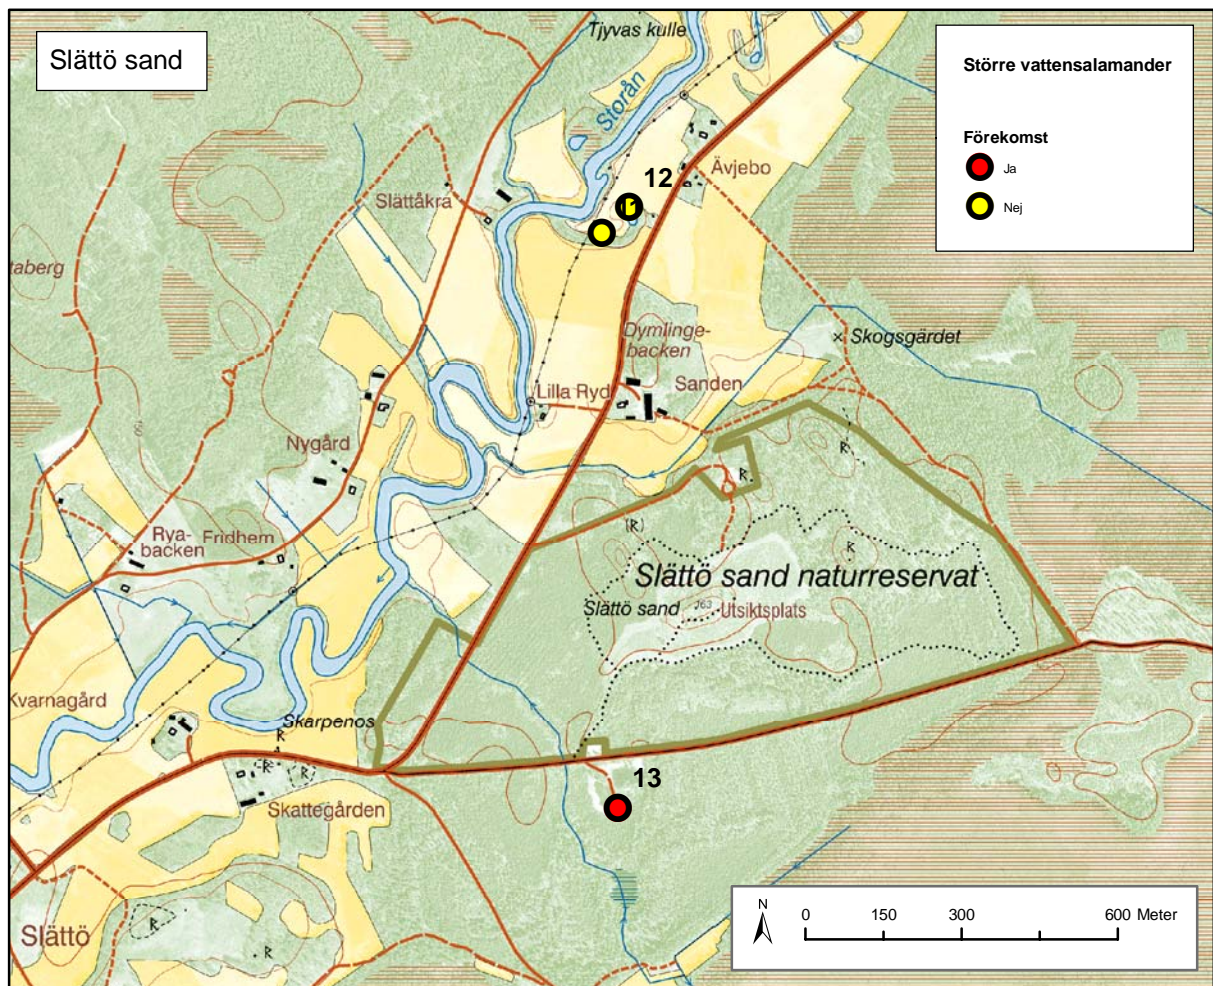 Slättö sand
Tjyvas kulle
Större vattensalamander
Förekomst
Ja
Nej
Storån
12
Ävjebo
Slättåkra
taberg
Dymlinge-
backen
Skogsgärdet
Lilla Ryd
Sanden
150
Nygård
R
R
(R)
Rya-
backen
Fridhem
R
Slättö sand naturreservat
Slättö sand
163
Utsiktsplats
Kvarnagård
Skarpenos
R
R
R
13
Skattegården
N
0
150
300
600 Meter
R
Slättö
R